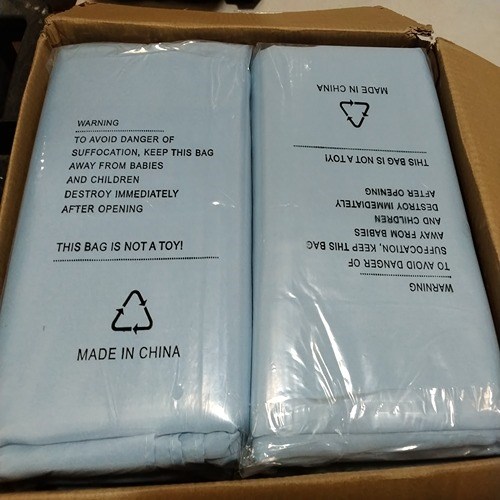 WARNING
TO AVOID DANGER OF
SUFFOCATION, KEEP THIS BAG
AWAY FROM BABIES
AND CHILDREN
DESTROY IMMEDIATELY
AFTER OPENING
THIS BAG IS NOT A TOY!
MADE IN CHINA
WARNING
TO AVOID DANGER OF
SUFFOCATION, KEEP THIS BAG
AWAY FROM BABIES
AND CHILDREN
DESTROY IMMEDIATELY
AFTER OPENING
THIS BAG IS NOT A TOY!
MADE IN CHINA